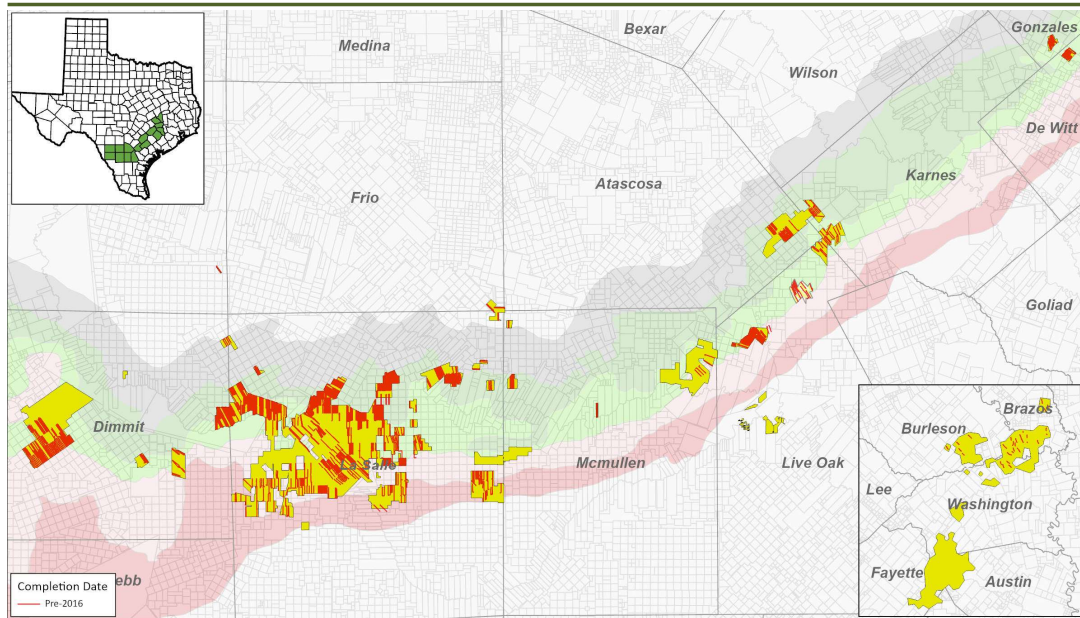 Bexar
Gonzales
Medina
Wilson
De Witt
Karnes
Frio
Atascosa
Goliad
Brazos
Burleson
Dimmit
La Salle
Mcmullen
Live Oak
Lee
Washington
Fayette
Austin
ebb
Completion Date
Pre-2016